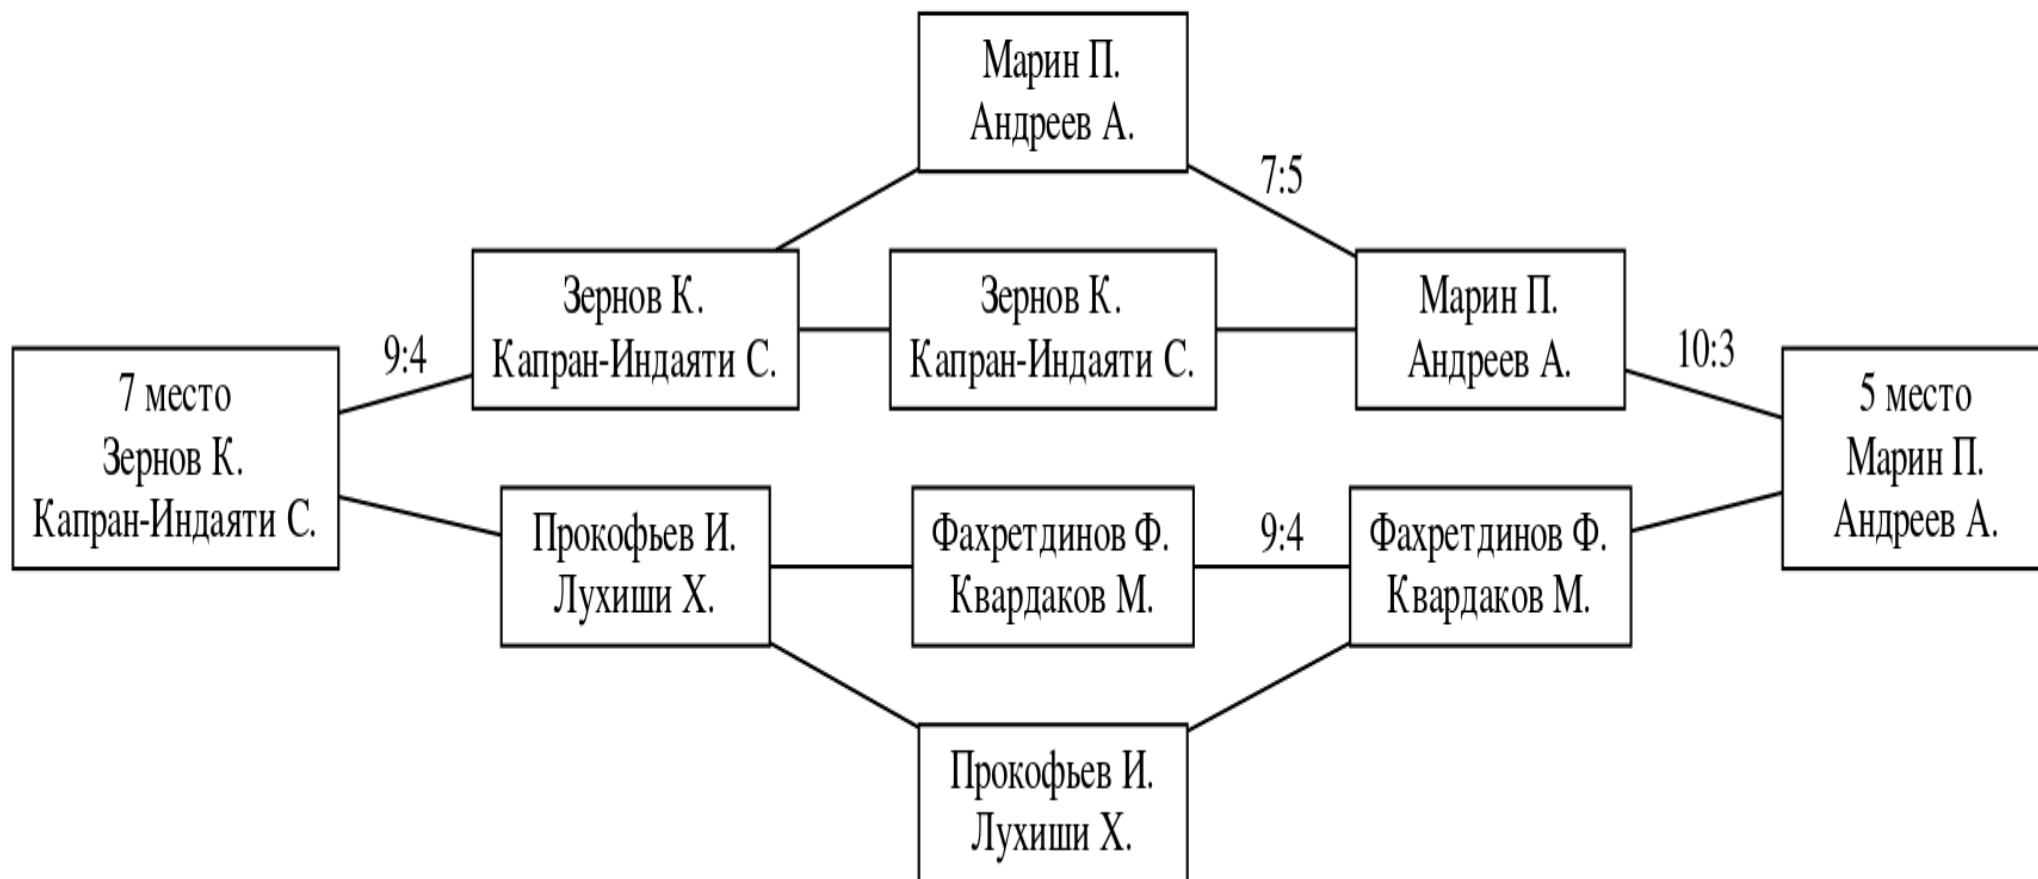 Марин П.
Андреев А.
7:5
Зернов К.
Капран-Индаяти С.
Зернов К.
Капран-Индаяти С.
Марин П.
Андреев А.
9:4
10:3
7 место
Зернов К.
Капран-Индаяти С.
5 место
Марин П.
Андреев А.
Прокофьев И.
Лухиши Х.
Фахретдинов Ф.
Квардаков М.
9:4
Фахретдинов Ф.
Квардаков М.
Прокофьев И.
Лухиши Х.